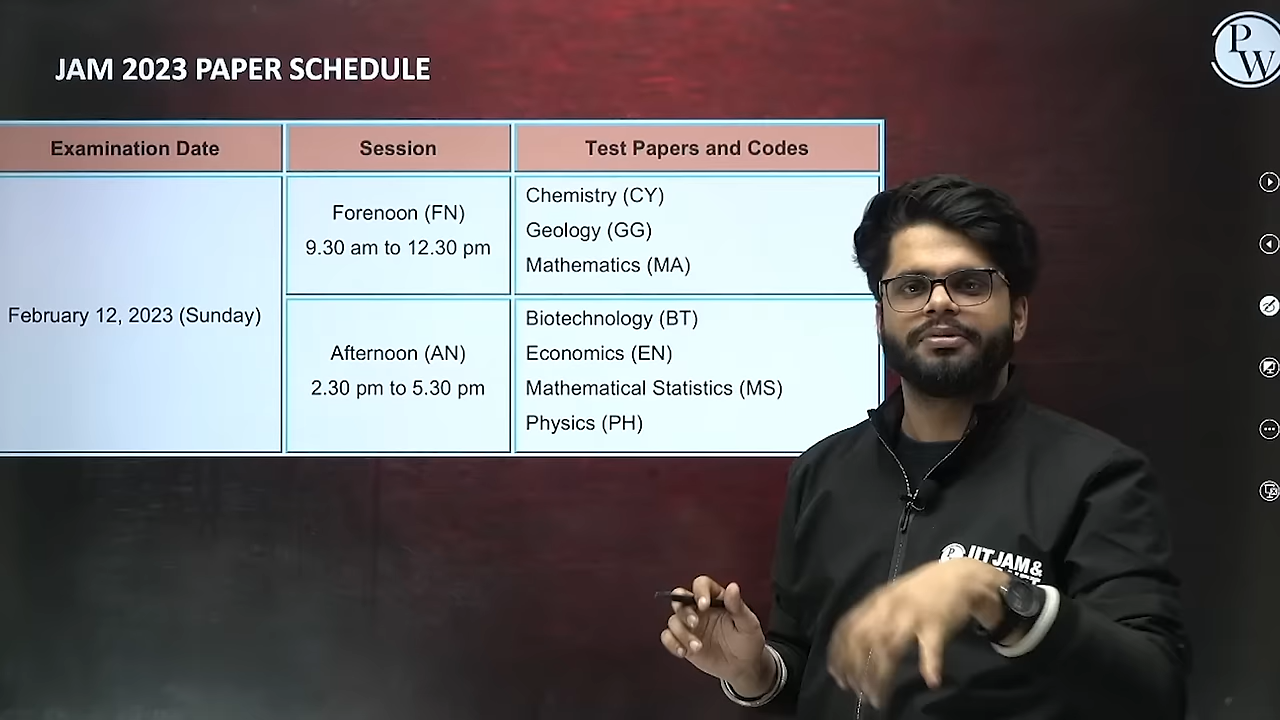 JAM 2023 PAPER SCHEDULE
P
W
Examination Date
Session
Test Papers and Codes
February 12, 2023 (Sunday)
Forenoon (FN)
9.30 am to 12.30 pm
Chemistry (CY)
Geology (GG)
Mathematics (MA)
Afternoon (AN)
2.30 pm to 5.30 pm
Biotechnology (BT)
Economics (EN)
Mathematical Statistics (MS)
Physics (PH)
IIT JAM &